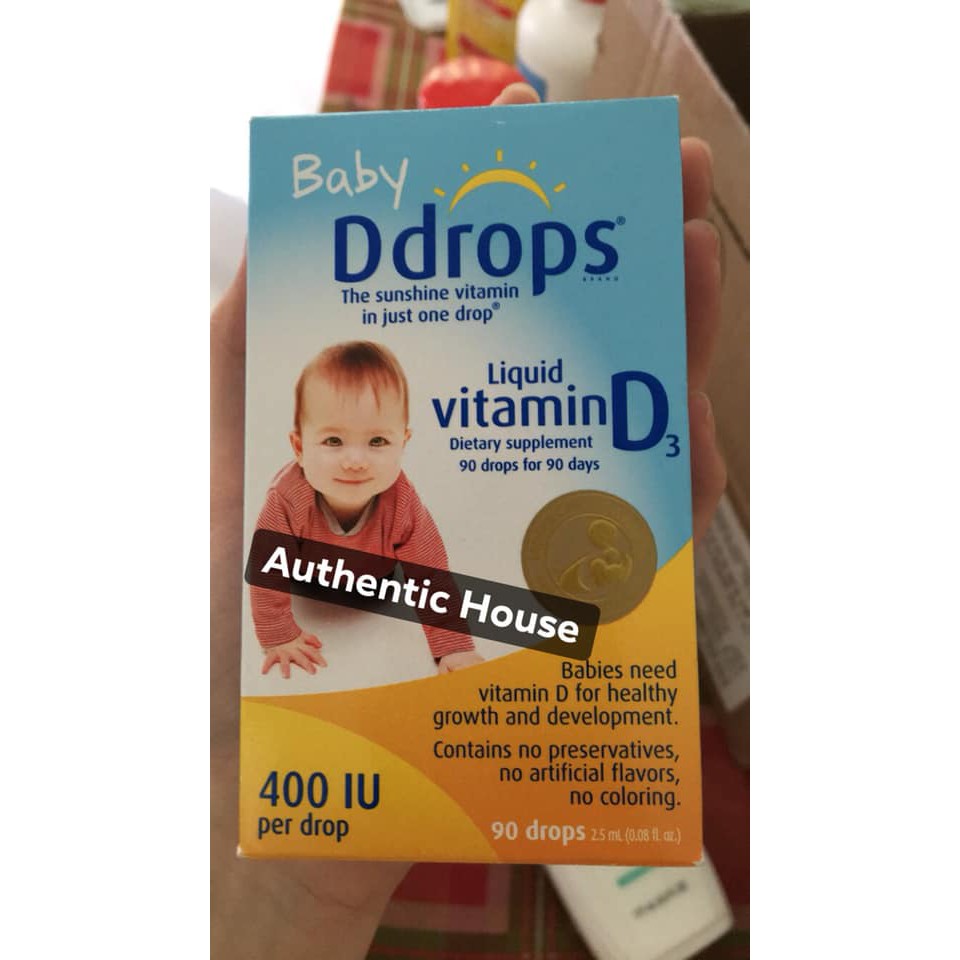 Baby
Ddrops®
BRAND
The sunshine vitamin
in just one drop®
Liquid
vitamin D3
Dietary supplement
90 drops for 90 days
Authentic House
Babies need
vitamin D for healthy
growth and development.
Contains no preservatives,
no artificial flavors,
no coloring.
400 IU
per drop
90 drops 2.5 mL (0.08 fl. oz.)